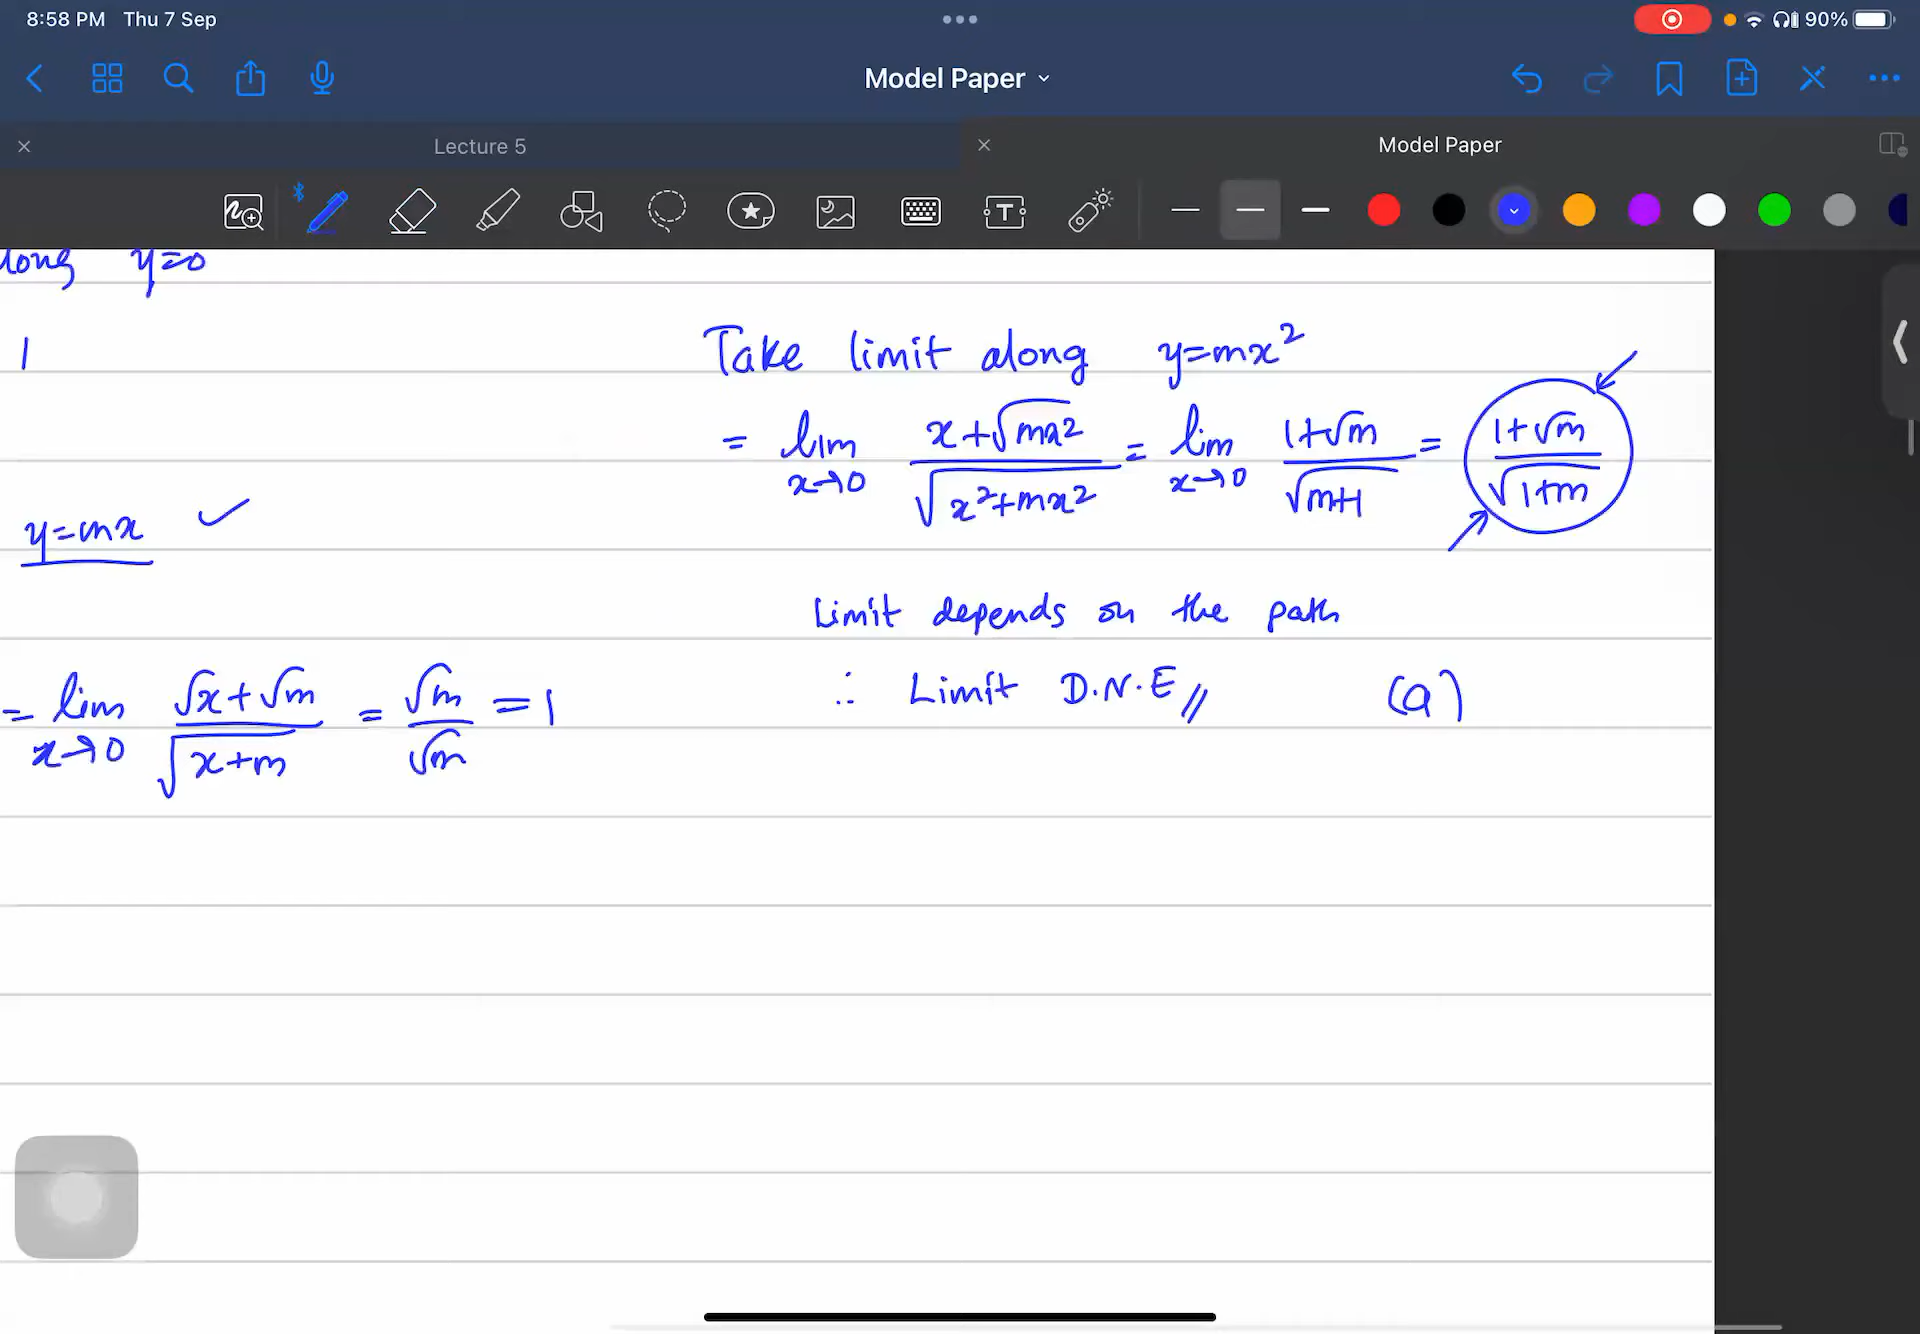 8:58 PM Thu 7 Sep
90%
Model Paper
Lecture 5
Model Paper
y=0
1
Take limit along y=mx²
= lim x→0 (x+√mx²)/√(x²+mx²) = lim x→0 (1+√m)/√(m+1) = (1+√m)/√(1+m)
y=mx ✓
Limit depends on the path
= lim x→0 (√x+√m)/√(x+m) = √m/√m = 1
∴ Limit D.N.E// (a)